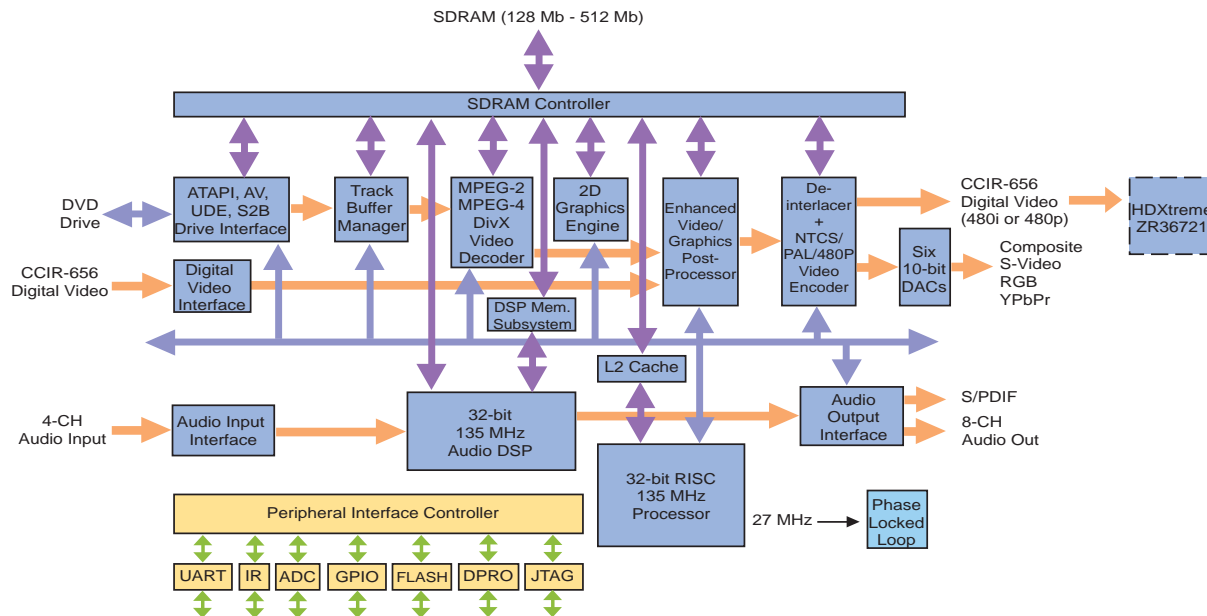 SDRAM (128 Mb - 512 Mb)
SDRAM Controller
DVD
Drive
ATAPI, AV,
UDE, S2B
Drive Interface
Track
Buffer
Manager
MPEG-2
MPEG-4
DivX
Video
Decoder
2D
Graphics
Engine
Enhanced
Video/
Graphics
Post-
Processor
De-
interlacer
+
NTCS/
PAL/480P
Video
Encoder
CCIR-656
Digital Video
(480i or 480p)
HDXtreme
ZR36721
Six
10-bit
DACs
Composite
S-Video
RGB
YPbPr
CCIR-656
Digital Video
Digital
Video
Interface
DSP Mem.
Subsystem
L2 Cache
4-CH
Audio Input
Audio Input
Interface
32-bit
135 MHz
Audio DSP
Audio
Output
Interface
S/PDIF
8-CH
Audio Out
32-bit RISC
135 MHz
Processor
27 MHz
Phase
Locked
Loop
Peripheral Interface Controller
UART
IR
ADC
GPIO
FLASH
DPRO
JTAG